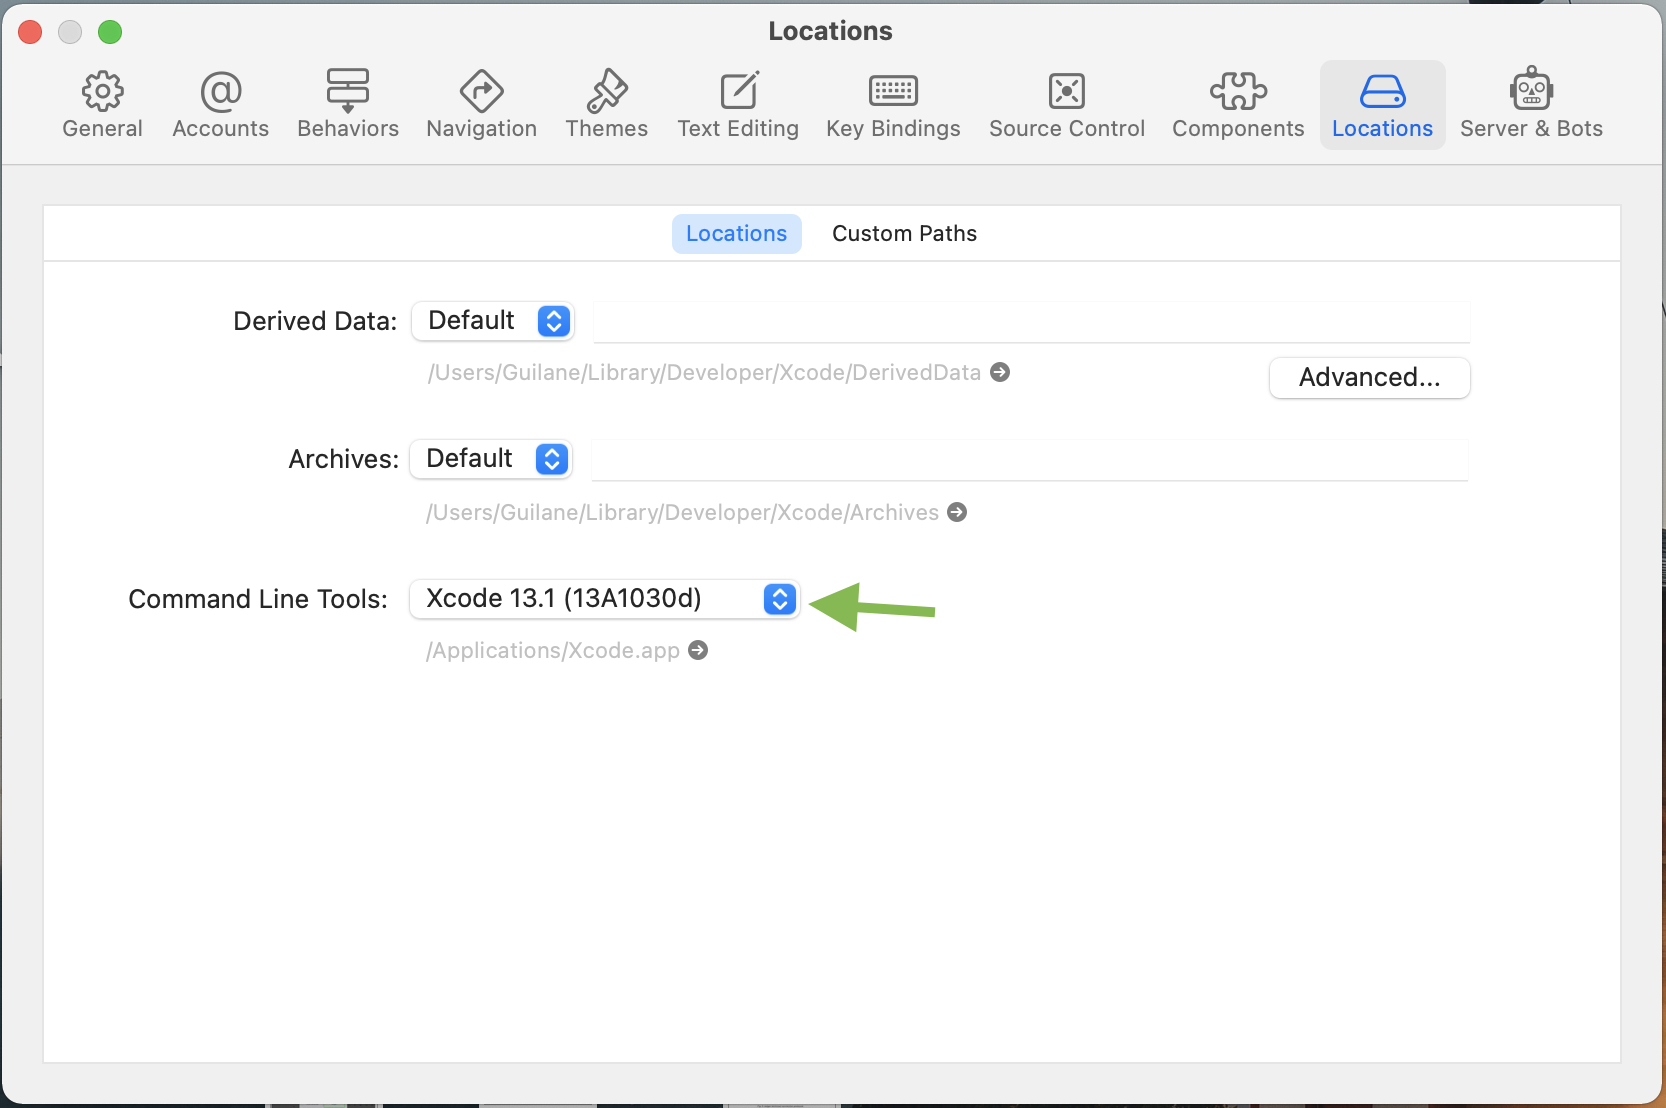 Locations
General
Accounts
Behaviors
Navigation
Themes
Text Editing
Key Bindings
Source Control
Components
Locations
Server & Bots
Locations
Custom Paths
Derived Data: Default
/Users/Guilane/Library/Developer/Xcode/DerivedData
Advanced...
Archives: Default
/Users/Guilane/Library/Developer/Xcode/Archives
Command Line Tools: Xcode 13.1 (13A1030d)
/Applications/Xcode.app